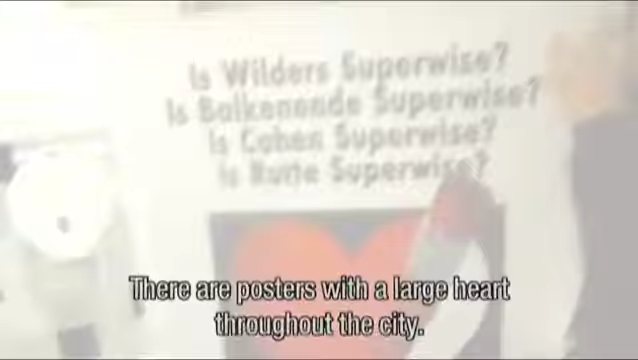 Is Wilders Superwise?
Is Balkenende Superwise?
Is Cohen Superwise?
Is Rutte Superwise?
There are posters with a large heart
throughout the city.